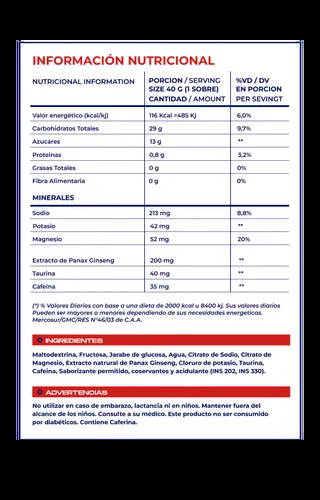 INFORMACIÓN NUTRICIONAL
NUTRICIONAL INFORMATION PORCION / SERVING %VD / DV
SIZE 40 G (1 SOBRE) EN PORCION
CANTIDAD / AMOUNT PER SEVINGT
Valor energético (kcal/kj) 116 Kcal =485 Kj 6,0%
Carbohidratos Totales 29 g 9,7%
Azucares 13 g **
Proteinas 0,8 g 3,2%
Grasas Totales 0 g 0%
Fibra Alimentaria 0 g 0%
MINERALES
Sodio 213 mg 8,8%
Potasio 42 mg **
Magnesio 52 mg 20%
Extracto de Panax Ginseng 200 mg **
Taurina 40 mg **
Cafeina 35 mg **
(*) % Valores Diarios con base a una dieta de 2000 kcal u 8400 kj. Sus valores diarios
Pueden ser mayores o menores dependiendo de sus necesidades energeticas.
Mercosur/GMC/RES N°46/03 de C.A.A.
INGREDIENTES
Maltodextrina, Fructosa, Jarabe de glucosa, Agua, Citrato de Sodio, Citrato de
Magnesio, Extracto natrural de Panax Ginseng, Cloruro de potasio, Taurina,
Cafeina, Saborizante permitido, coservantes y acidulante (INS 202, INS 330).
ADVERTENCIAS
No utilizar en caso de embarazo, lactancia ni en niños. Mantener fuera del
alcance de los niños. Consulte a su médico. Este producto no ser consumido
por diabéticos. Contiene Caferina.